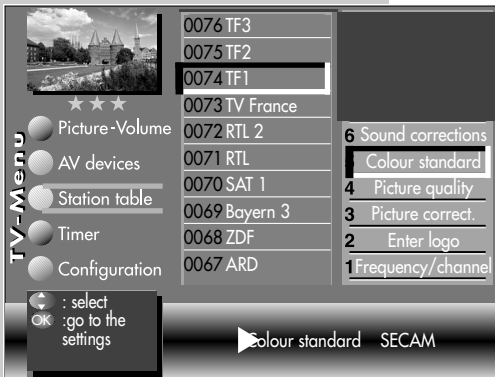 TV-Menu
Picture-Volume
AV devices
Station table
Timer
Configuration
0076 TF3
0075 TF2
0074 TF1
0073 TV France
0072 RTL 2
0071 RTL
0070 SAT 1
0069 Bayern 3
0068 ZDF
0067 ARD
6 Sound corrections
Colour standard
4 Picture quality
3 Picture correct.
2 Enter logo
1 Frequency/channel
: select
OK :go to the
settings
Colour standard SECAM